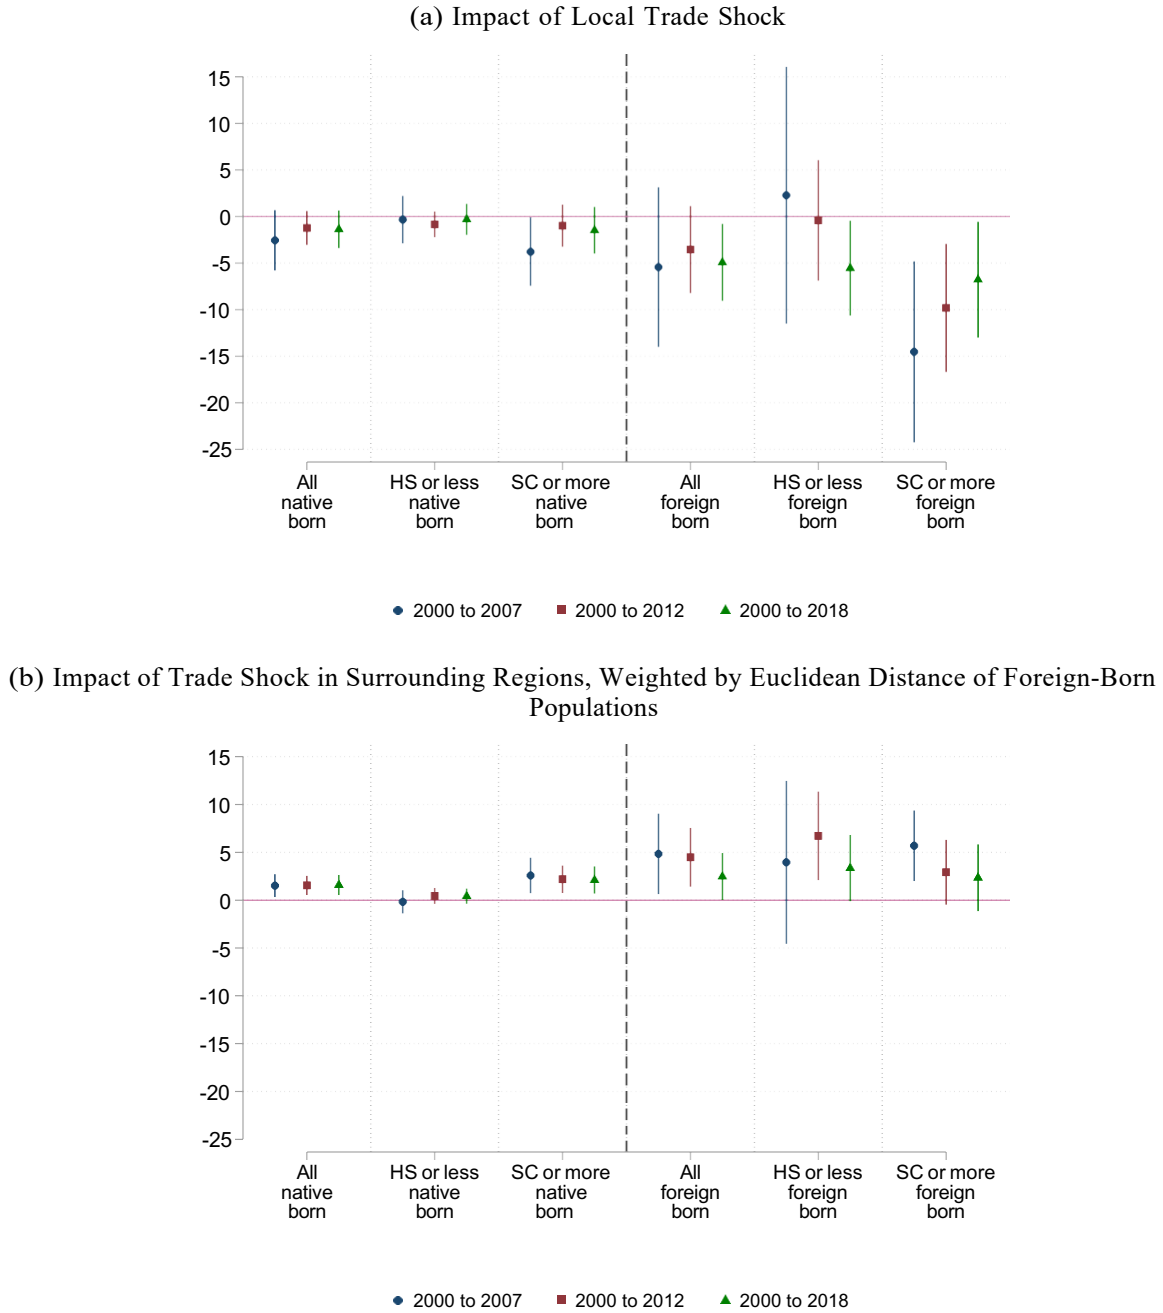 (a) Impact of Local Trade Shock
15
10
5
0
-5
-10
-15
-20
-25
All native born
HS or less native born
SC or more native born
All foreign born
HS or less foreign born
SC or more foreign born
2000 to 2007 2000 to 2012 2000 to 2018
(b) Impact of Trade Shock in Surrounding Regions, Weighted by Euclidean Distance of Foreign-Born
Populations
15
10
5
0
-5
-10
-15
-20
-25
All native born
HS or less native born
SC or more native born
All foreign born
HS or less foreign born
SC or more foreign born
2000 to 2007 2000 to 2012 2000 to 2018